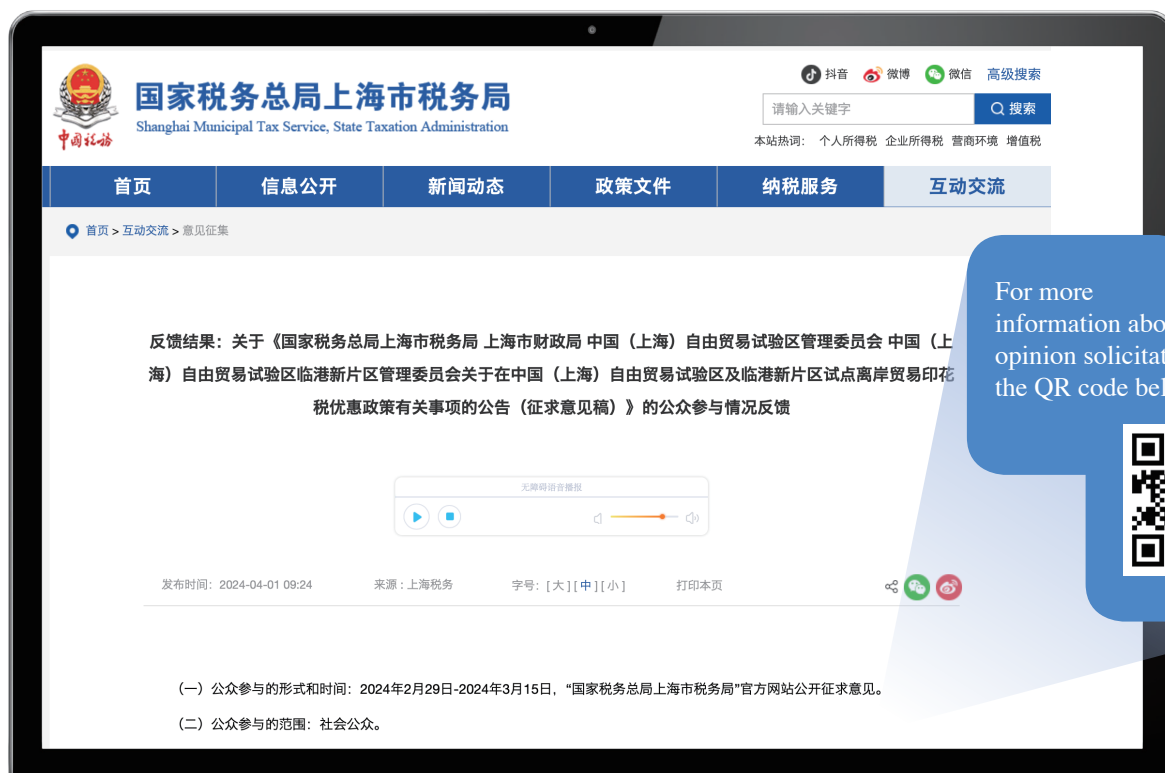 抖音 微博 微信 高级搜索
国家税务总局上海市税务局
Shanghai Municipal Tax Service, State Taxation Administration
中国税务
请输入关键字 搜索
本站热词: 个人所得税 企业所得税 营商环境 增值税
首页 信息公开 新闻动态 政策文件 纳税服务 互动交流
首页 > 互动交流 > 意见征集
反馈结果：关于《国家税务总局上海市税务局 上海市财政局 中国（上海）自由贸易试验区管理委员会 中国（上
海）自由贸易试验区临港新片区管理委员会关于在中国（上海）自由贸易试验区及临港新片区试点离岸贸易印花
税优惠政策有关事项的公告（征求意见稿）》的公众参与情况反馈
无障碍语音播报
发布时间: 2024-04-01 09:24 来源 : 上海税务 字号: [ 大 ] [ 中 ] [ 小 ] 打印本页
（一）公众参与的形式和时间：2024年2月29日-2024年3月15日，“国家税务总局上海市税务局”官方网站公开征求意见。
（二）公众参与的范围：社会公众。
For more
information
opinion
the QR code